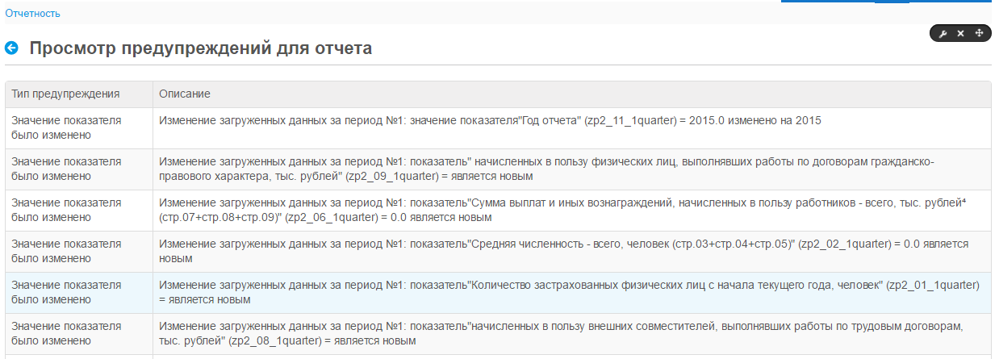 Отчетность
Просмотр предупреждений для отчета
Тип предупреждения
Описание
Значение показателя
было изменено
Изменение загруженных данных за период №1: значение показателя"Год отчета" (zp2_11_1quarter) = 2015.0 изменено на 2015
Значение показателя
было изменено
Изменение загруженных данных за период №1: показатель" начисленных в пользу физических лиц, выполнявших работы по договорам гражданско-
правового характера, тыс. рублей" (zp2_09_1quarter) = является новым
Значение показателя
было изменено
Изменение загруженных данных за период №1: показатель"Сумма выплат и иных вознаграждений, начисленных в пользу работников - всего, тыс. рублей⁴
(стр.07+стр.08+стр.09)" (zp2_06_1quarter) = 0.0 является новым
Значение показателя
было изменено
Изменение загруженных данных за период №1: показатель"Средняя численность - всего, человек (стр.03+стр.04+стр.05)" (zp2_02_1quarter) = 0.0 является
новым
Значение показателя
было изменено
Изменение загруженных данных за период №1: показатель"Количество застрахованных физических лиц с начала текущего года, человек" (zp2_01_1quarter)
= является новым
Значение показателя
было изменено
Изменение загруженных данных за период №1: показатель"начисленных в пользу внешних совместителей, выполнявших работы по трудовым договорам,
тыс. рублей" (zp2_08_1quarter) = является новым